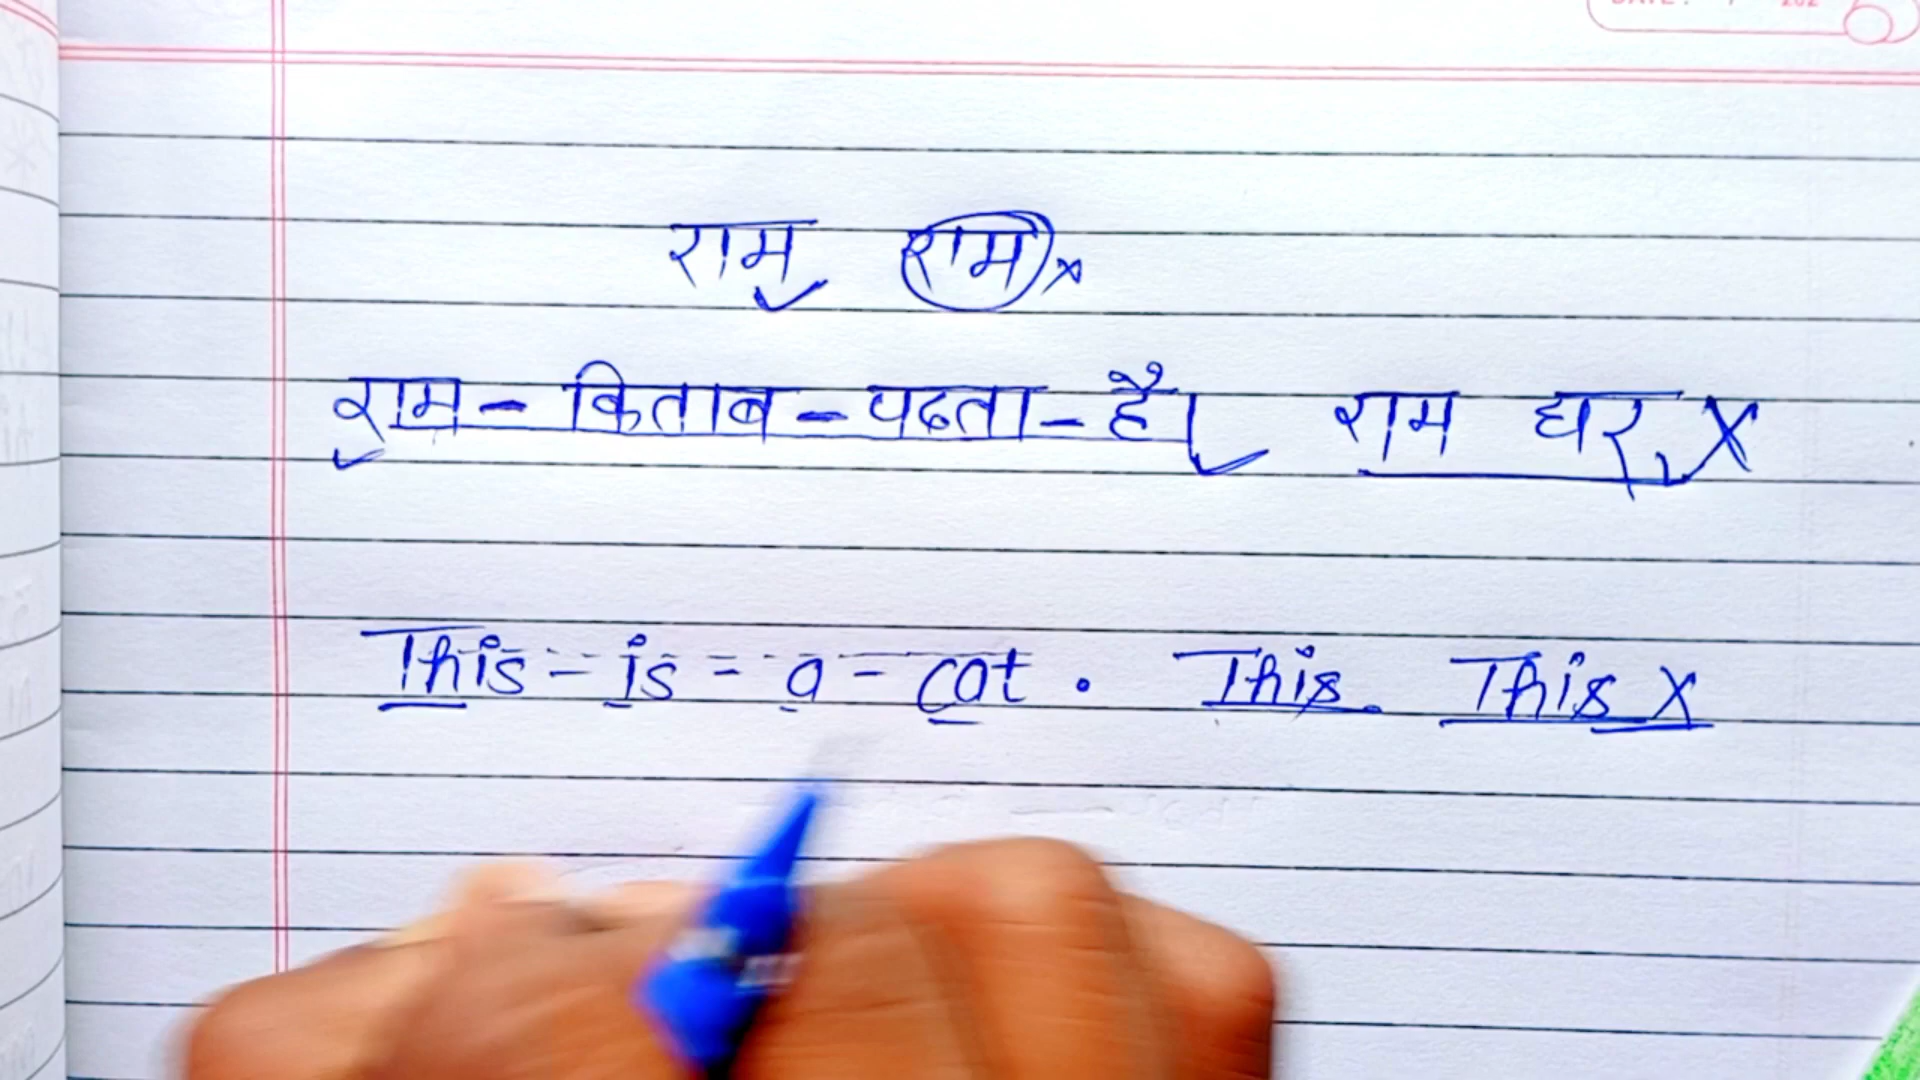 राम राम x
राम - किताब - पढता - है। राम घर X
This - is - a - cat . This. This X